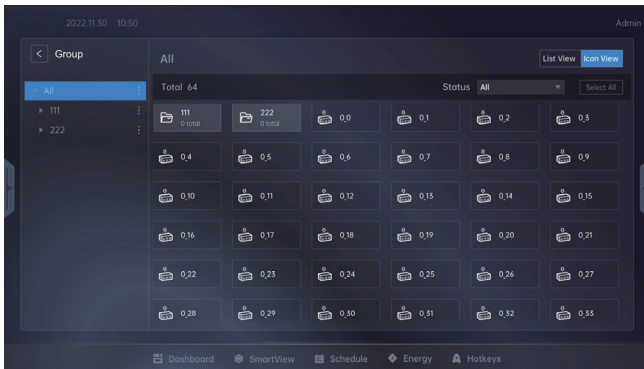 2022.11.30 10:50 Admin
Group
All
List View Icon View
All
111
222
Total 64 Status All Select All
111
0 total
222
0 total
0_0 0_1 0_2 0_3
0_4 0_5 0_6 0_7 0_8 0_9
0_10 0_11 0_12 0_13 0_14 0_15
0_16 0_17 0_18 0_19 0_20 0_21
0_22 0_23 0_24 0_25 0_26 0_27
0_28 0_29 0_30 0_31 0_32 0_33
Dashboard SmartView Schedule Energy Hotkeys